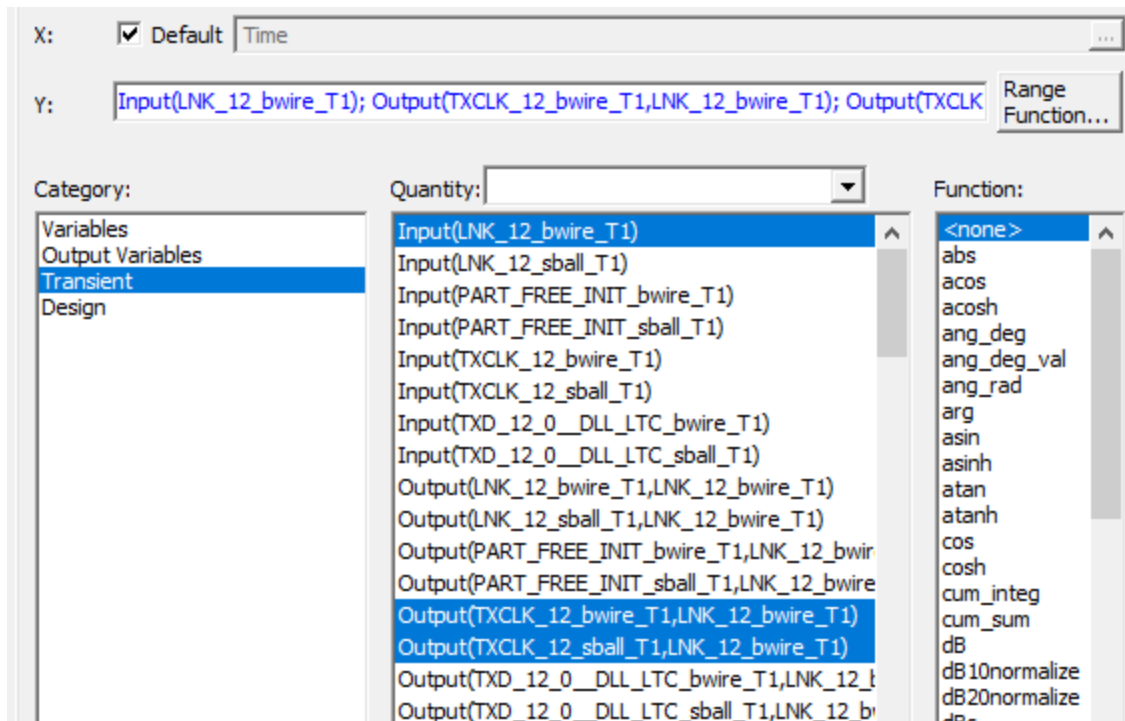 X: Default Time ...
Y: Input(LNK_12_bwire_T1); Output(TXCLK_12_bwire_T1,LNK_12_bwire_T1); Output(TXCLK
Range
Function...
Category:
Variables
Output Variables
Transient
Design
Quantity:
Input(LNK_12_bwire_T1)
Input(LNK_12_sball_T1)
Input(PART_FREE_INIT_bwire_T1)
Input(PART_FREE_INIT_sball_T1)
Input(TXCLK_12_bwire_T1)
Input(TXCLK_12_sball_T1)
Input(TXD_12_0__DLL_LTC_bwire_T1)
Input(TXD_12_0__DLL_LTC_sball_T1)
Output(LNK_12_bwire_T1,LNK_12_bwire_T1)
Output(LNK_12_sball_T1,LNK_12_bwire_T1)
Output(PART_FREE_INIT_bwire_T1,LNK_12_bwir
Output(PART_FREE_INIT_sball_T1,LNK_12_bwire
Output(TXCLK_12_bwire_T1,LNK_12_bwire_T1)
Output(TXCLK_12_sball_T1,LNK_12_bwire_T1)
Output(TXD_12_0__DLL_LTC_bwire_T1,LNK_12_b
Output(TXD_12_0__DLL_LTC_sball_T1,LNK_12_bw
Function:
<none>
abs
acos
acosh
ang_deg
ang_deg_val
ang_rad
arg
asin
asinh
atan
atanh
cos
cosh
cum_integ
cum_sum
dB
dB10normalize
dB20normalize
dBc